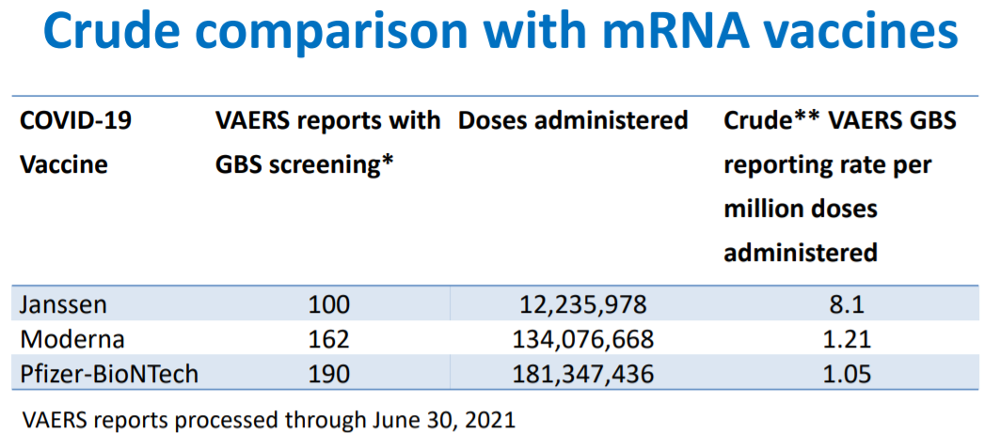 Crude comparison with mRNA vaccines
COVID-19 VAERS reports with Doses administered Crude** VAERS GBS
Vaccine GBS screening* reporting rate per
million doses
administered
Janssen 100 12,235,978 8.1
Moderna 162 134,076,668 1.21
Pfizer-BioNTech 190 181,347,436 1.05
VAERS reports processed through June 30, 2021